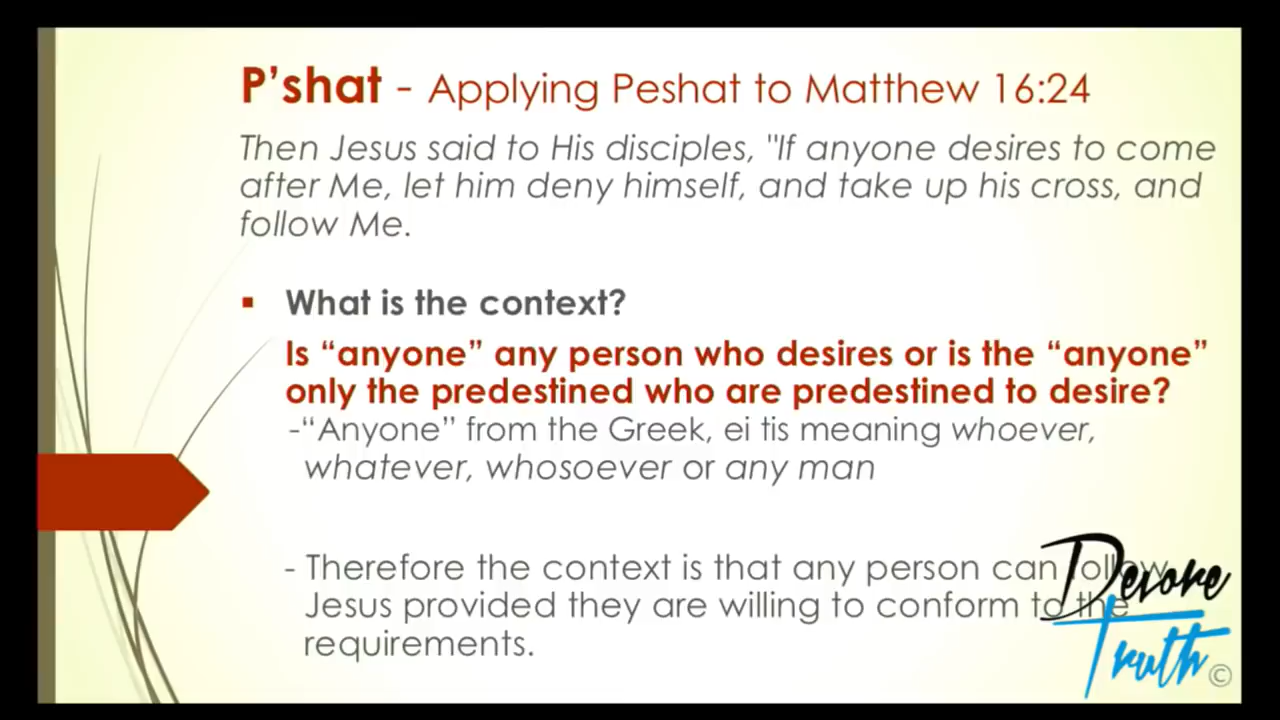 P’shat - Applying Peshat to Matthew 16:24
Then Jesus said to His disciples, "If anyone desires to come
after Me, let him deny himself, and take up his cross, and
follow Me.
▪ What is the context?
Is “anyone” any person who desires or is the “anyone”
only the predestined who are predestined to desire?
-“Anyone” from the Greek, ei tis meaning whoever,
whatever, whosoever or any man
- Therefore the context is that any person can follow
Jesus provided they are willing to conform to the
requirements.
Devore
Truth ©